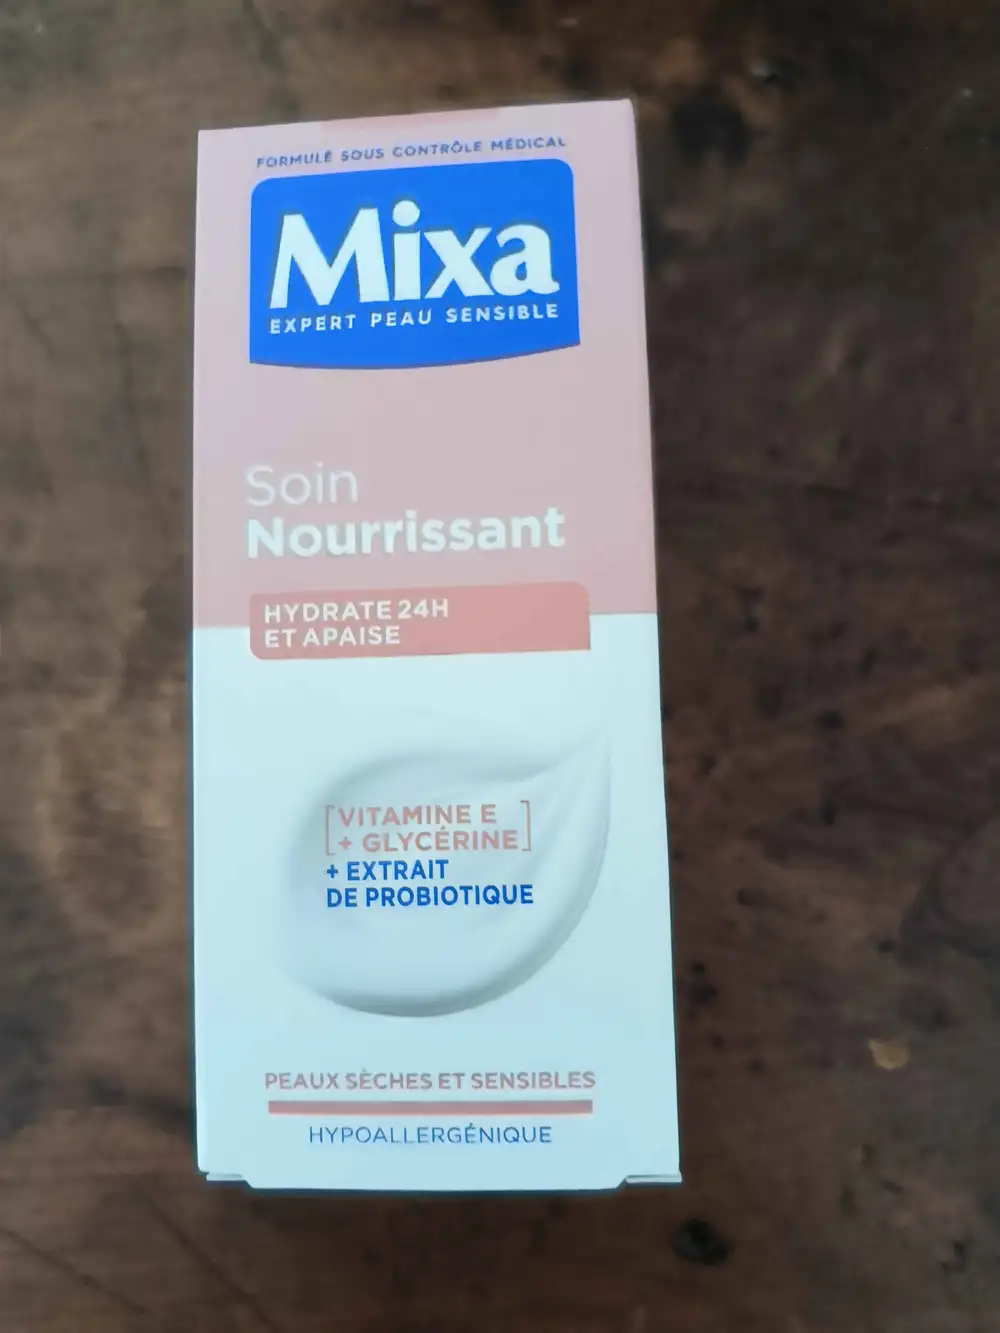 FORMULÉ SOUS CONTRÔLE MÉDICAL
Mixa
EXPERT PEAU SENSIBLE
Soin
Nourrissant
HYDRATE 24H
ET APAISE
[VITAMINE E
+ GLYCÉRINE]
+ EXTRAIT
DE PROBIOTIQUE
PEAUX SÈCHES ET SENSIBLES
HYPOALLERGÉNIQUE